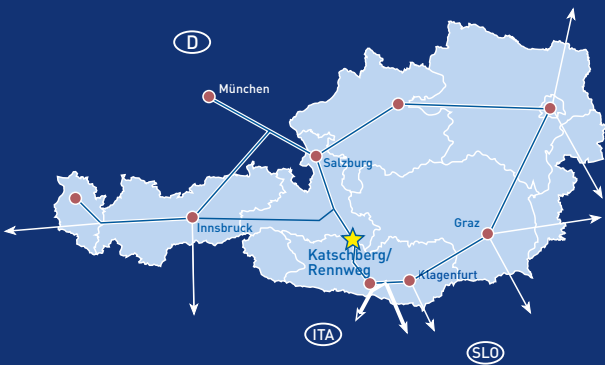 D
München
Salzburg
Innsbruck
Graz
Katschberg/
Rennweg
Klagenfurt
ITA
SLO